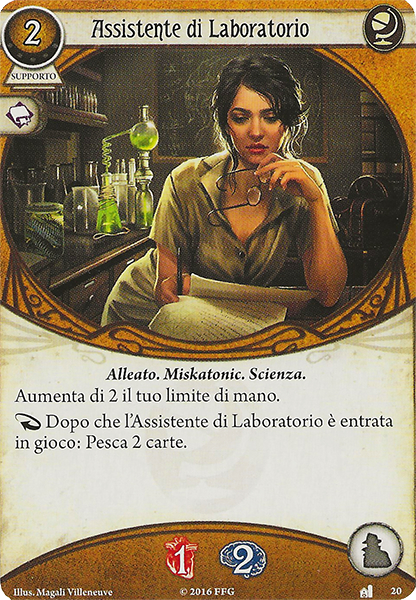 2
Assistente di Laboratorio
SUPPORTO
Alleato. Miskatonic. Scienza.
Aumenta di 2 il tuo limite di mano.
Dopo che l'Assistente di Laboratorio è entrata
in gioco: Pesca 2 carte.
1
2
Illus. Magali Villeneuve
© 2016 FFG
20